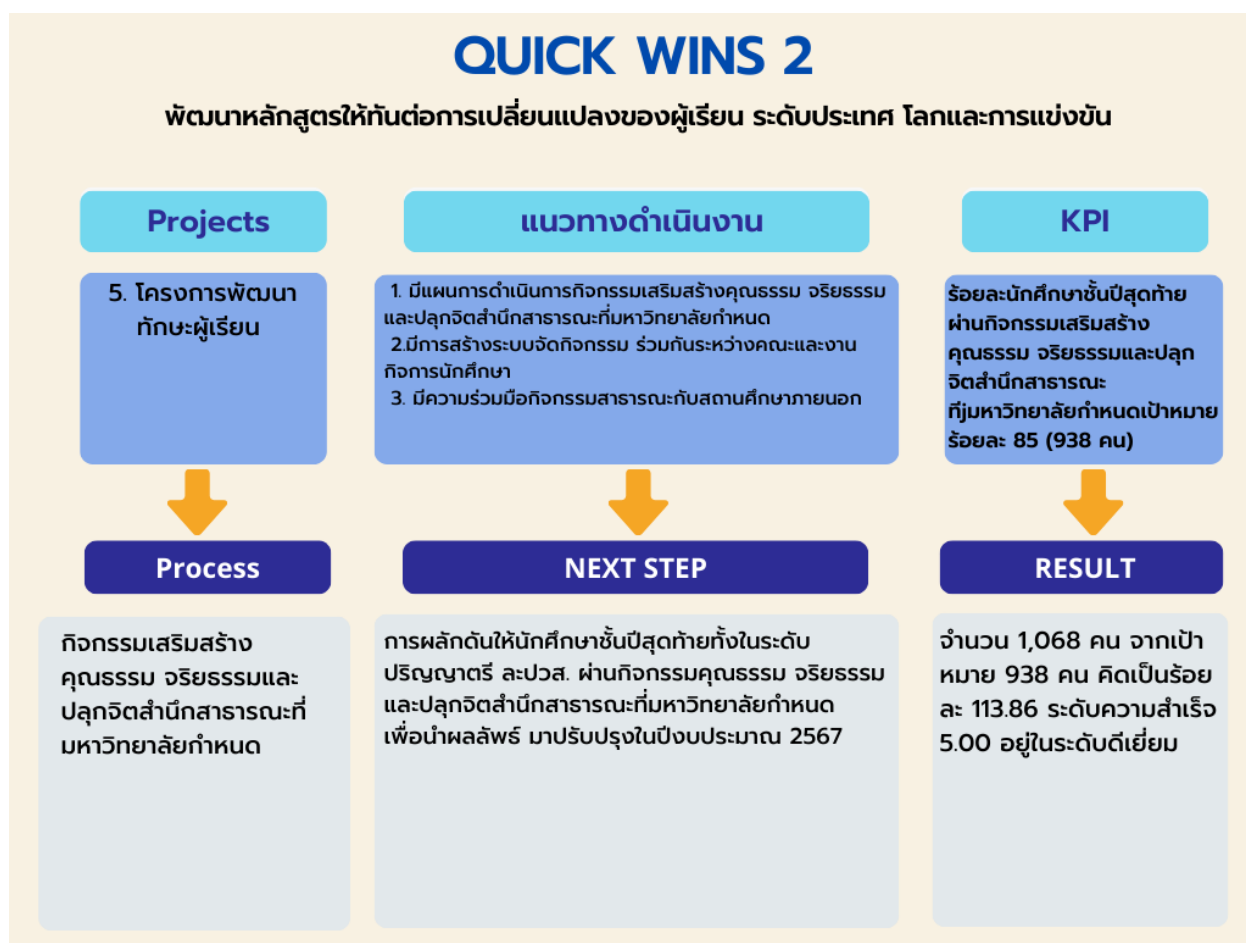 QUICK WINS 2
พัฒนาหลักสูตรให้ทันต่อการเปลี่ยนแปลงของผู้เรียน ระดับประเทศ โลกและการแข่งขัน
Projects
แนวทางดำเนินงาน
KPI
5. โครงการพัฒนา
ทักษะผู้เรียน
1. มีแผนการดำเนินการกิจกรรมเสริมสร้างคุณธรรม จริยธรรม
และปลุกจิตสำนึกสาธารณะที่มหาวิทยาลัยกำหนด
2.มีการสร้างระบบจัดกิจกรรม ร่วมกันระหว่างคณะและงาน
กิจการนักศึกษา
3. มีความร่วมมือกิจกรรมสาธารณะกับสถานศึกษาภายนอก
ร้อยละนักศึกษาชั้นปีสุดท้าย
ผ่านกิจกรรมเสริมสร้าง
คุณธรรม จริยธรรมและปลุก
จิตสำนึกสาธารณะ
ทีj่มหาวิทยาลัยกำหนดเป้าหมาย
ร้อยละ 85 (938 คน)
Process
NEXT STEP
RESULT
กิจกรรมเสริมสร้าง
คุณธรรม จริยธรรมและ
ปลุกจิตสำนึกสาธารณะที่
มหาวิทยาลัยกำหนด
การผลักดันให้นักศึกษาชั้นปีสุดท้ายทั้งในระดับ
ปริญญาตรี ละปวส. ผ่านกิจกรรมคุณธรรม จริยธรรม
และปลุกจิตสำนึกสาธารณะที่มหาวิทยาลัยกำหนด
เพื่อนำผลลัพธ์ มาปรับปรุงในปีงบประมาณ 2567
จำนวน 1,068 คน จากเป้า
หมาย 938 คน คิดเป็นร้อย
ละ 113.86 ระดับความสำเร็จ
5.00 อยู่ในระดับดีเยี่ยม